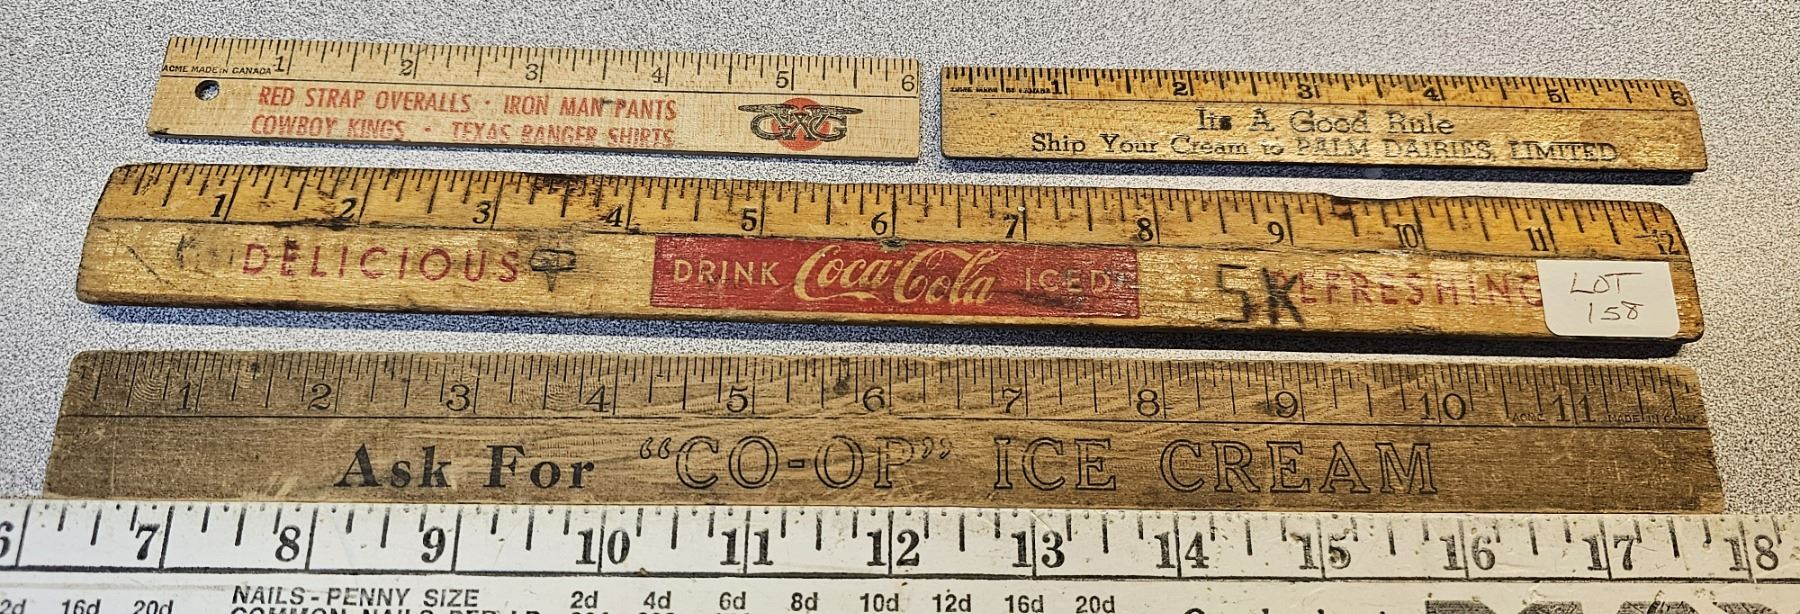 1 2 3 4 5 6
ACME MADE IN CANADA
RED STRAP OVERALLS · IRON MAN PANTS
COWBOY KINGS · TEXAS RANGER SHIRTS
GWG
1 2 3 4 5 6
Its A Good Rule
Ship Your Cream to PALM DAIRIES LIMITED
1 2 3 4 5 6 7 8 9 10 11 12
DELICIOUS DRINK Coca-Cola ICED 5K REFRESHING
LOT
158
1 2 3 4 5 6 7 8 9 10 11
ACME MADE IN CANADA
Ask For "CO-OP" ICE CREAM
6 7 8 9 10 11 12 13 14 15 16 17 18
16d 20d NAILS-PENNY SIZE 2d 4d 6d 8d 10d 12d 16d 20d